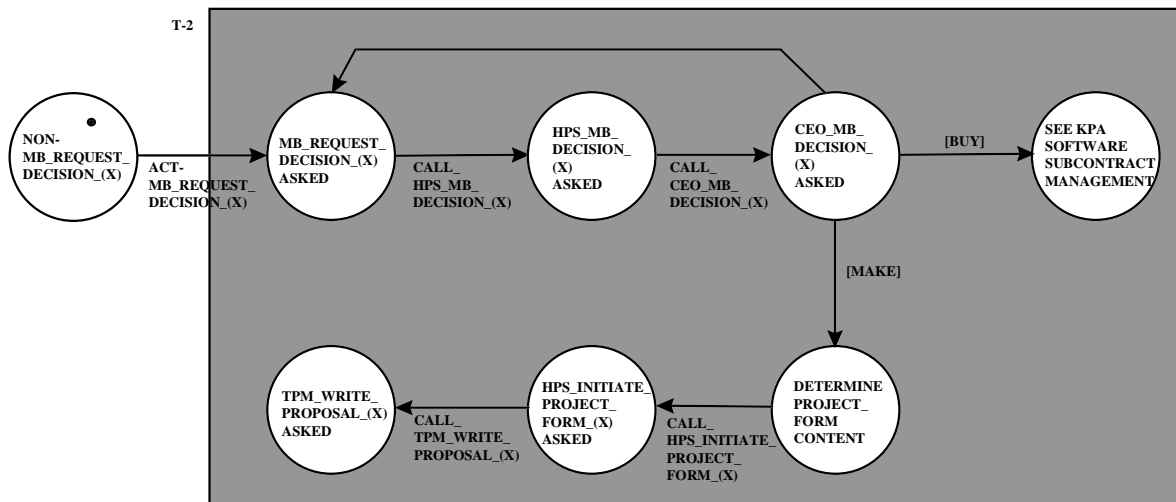 T-2
NON-
MB_REQUEST_
DECISION_(X)
ACT-
MB_REQUEST_
DECISION_(X)
MB_REQUEST_
DECISION_(X)
ASKED
CALL_
HPS_MB_
DECISION_(X)
HPS_MB_
DECISION_
(X)
ASKED
CALL_
CEO_MB_
DECISION_(X)
CEO_MB_
DECISION_
(X)
ASKED
[BUY]
SEE KPA
SOFTWARE
SUBCONTRACT
MANAGEMENT
[MAKE]
DETERMINE
PROJECT_
FORM
CONTENT
CALL_
HPS_INITIATE_
PROJECT_
FORM_(X)
HPS_INITIATE_
PROJECT_
FORM_(X)
ASKED
CALL_
TPM_WRITE_
PROPOSAL_(X)
TPM_WRITE_
PROPOSAL_(X)
ASKED